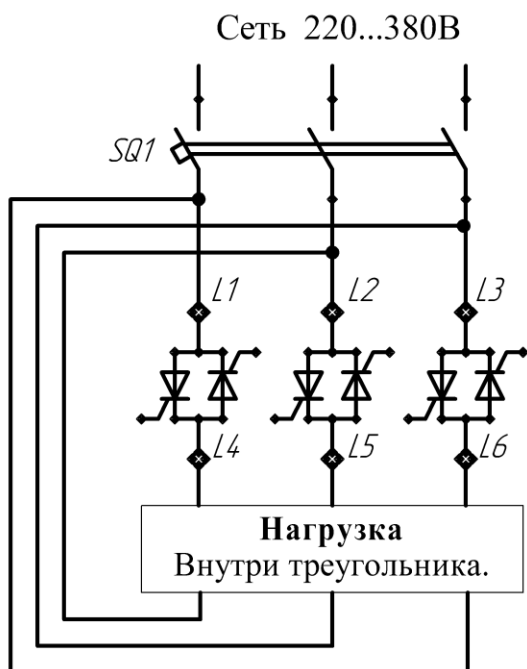 Сеть 220...380В
SQ1
L1
L2
L3
L4
L5
L6
Нагрузка
Внутри треугольника.